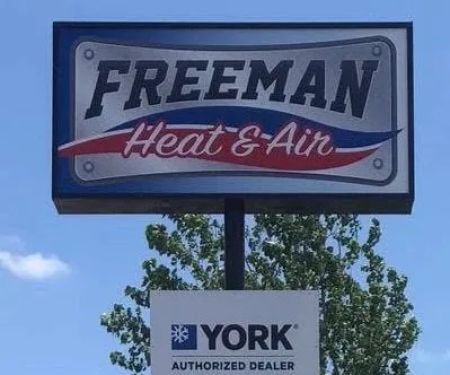 FREEMAN
Heat & Air
YORK®
AUTHORIZED DEALER